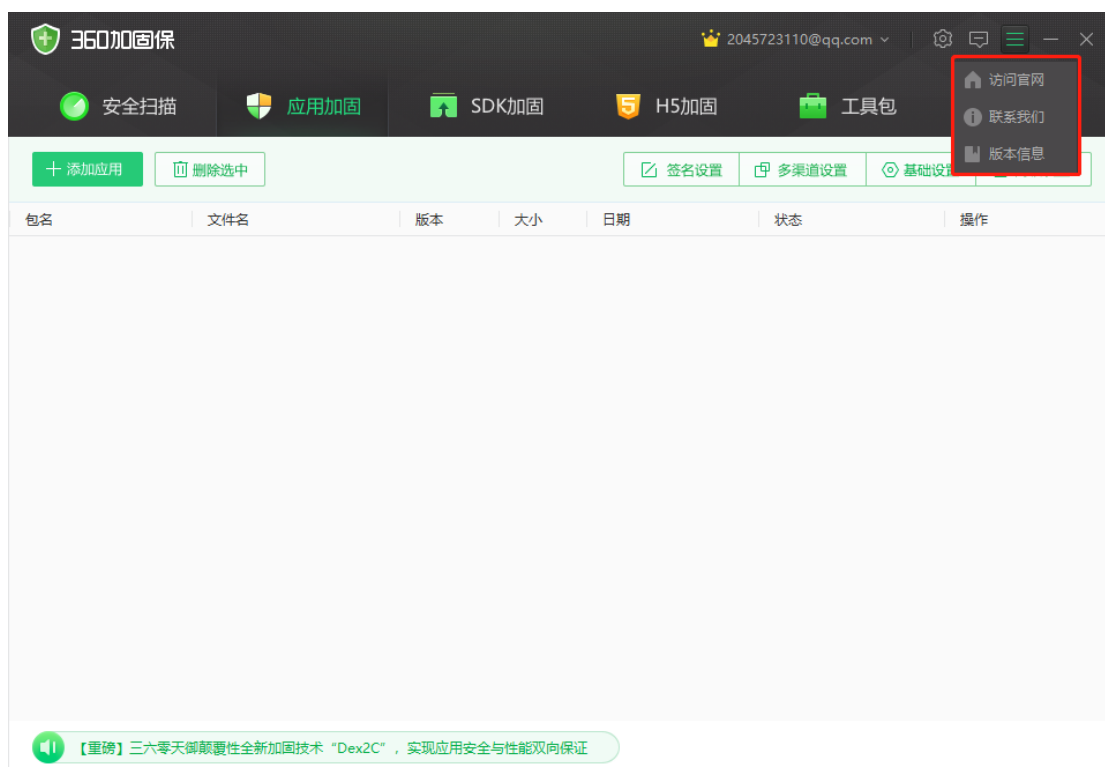 360加固保
2045723110@qq.com
安全扫描
应用加固
SDK加固
H5加固
工具包
访问官网
联系我们
版本信息
添加应用
删除选中
签名设置
多渠道设置
基础设
包名 文件名 版本 大小 日期 状态 操作
【重磅】三六零天御颠覆性全新加固技术“Dex2C”，实现应用安全与性能双向保证